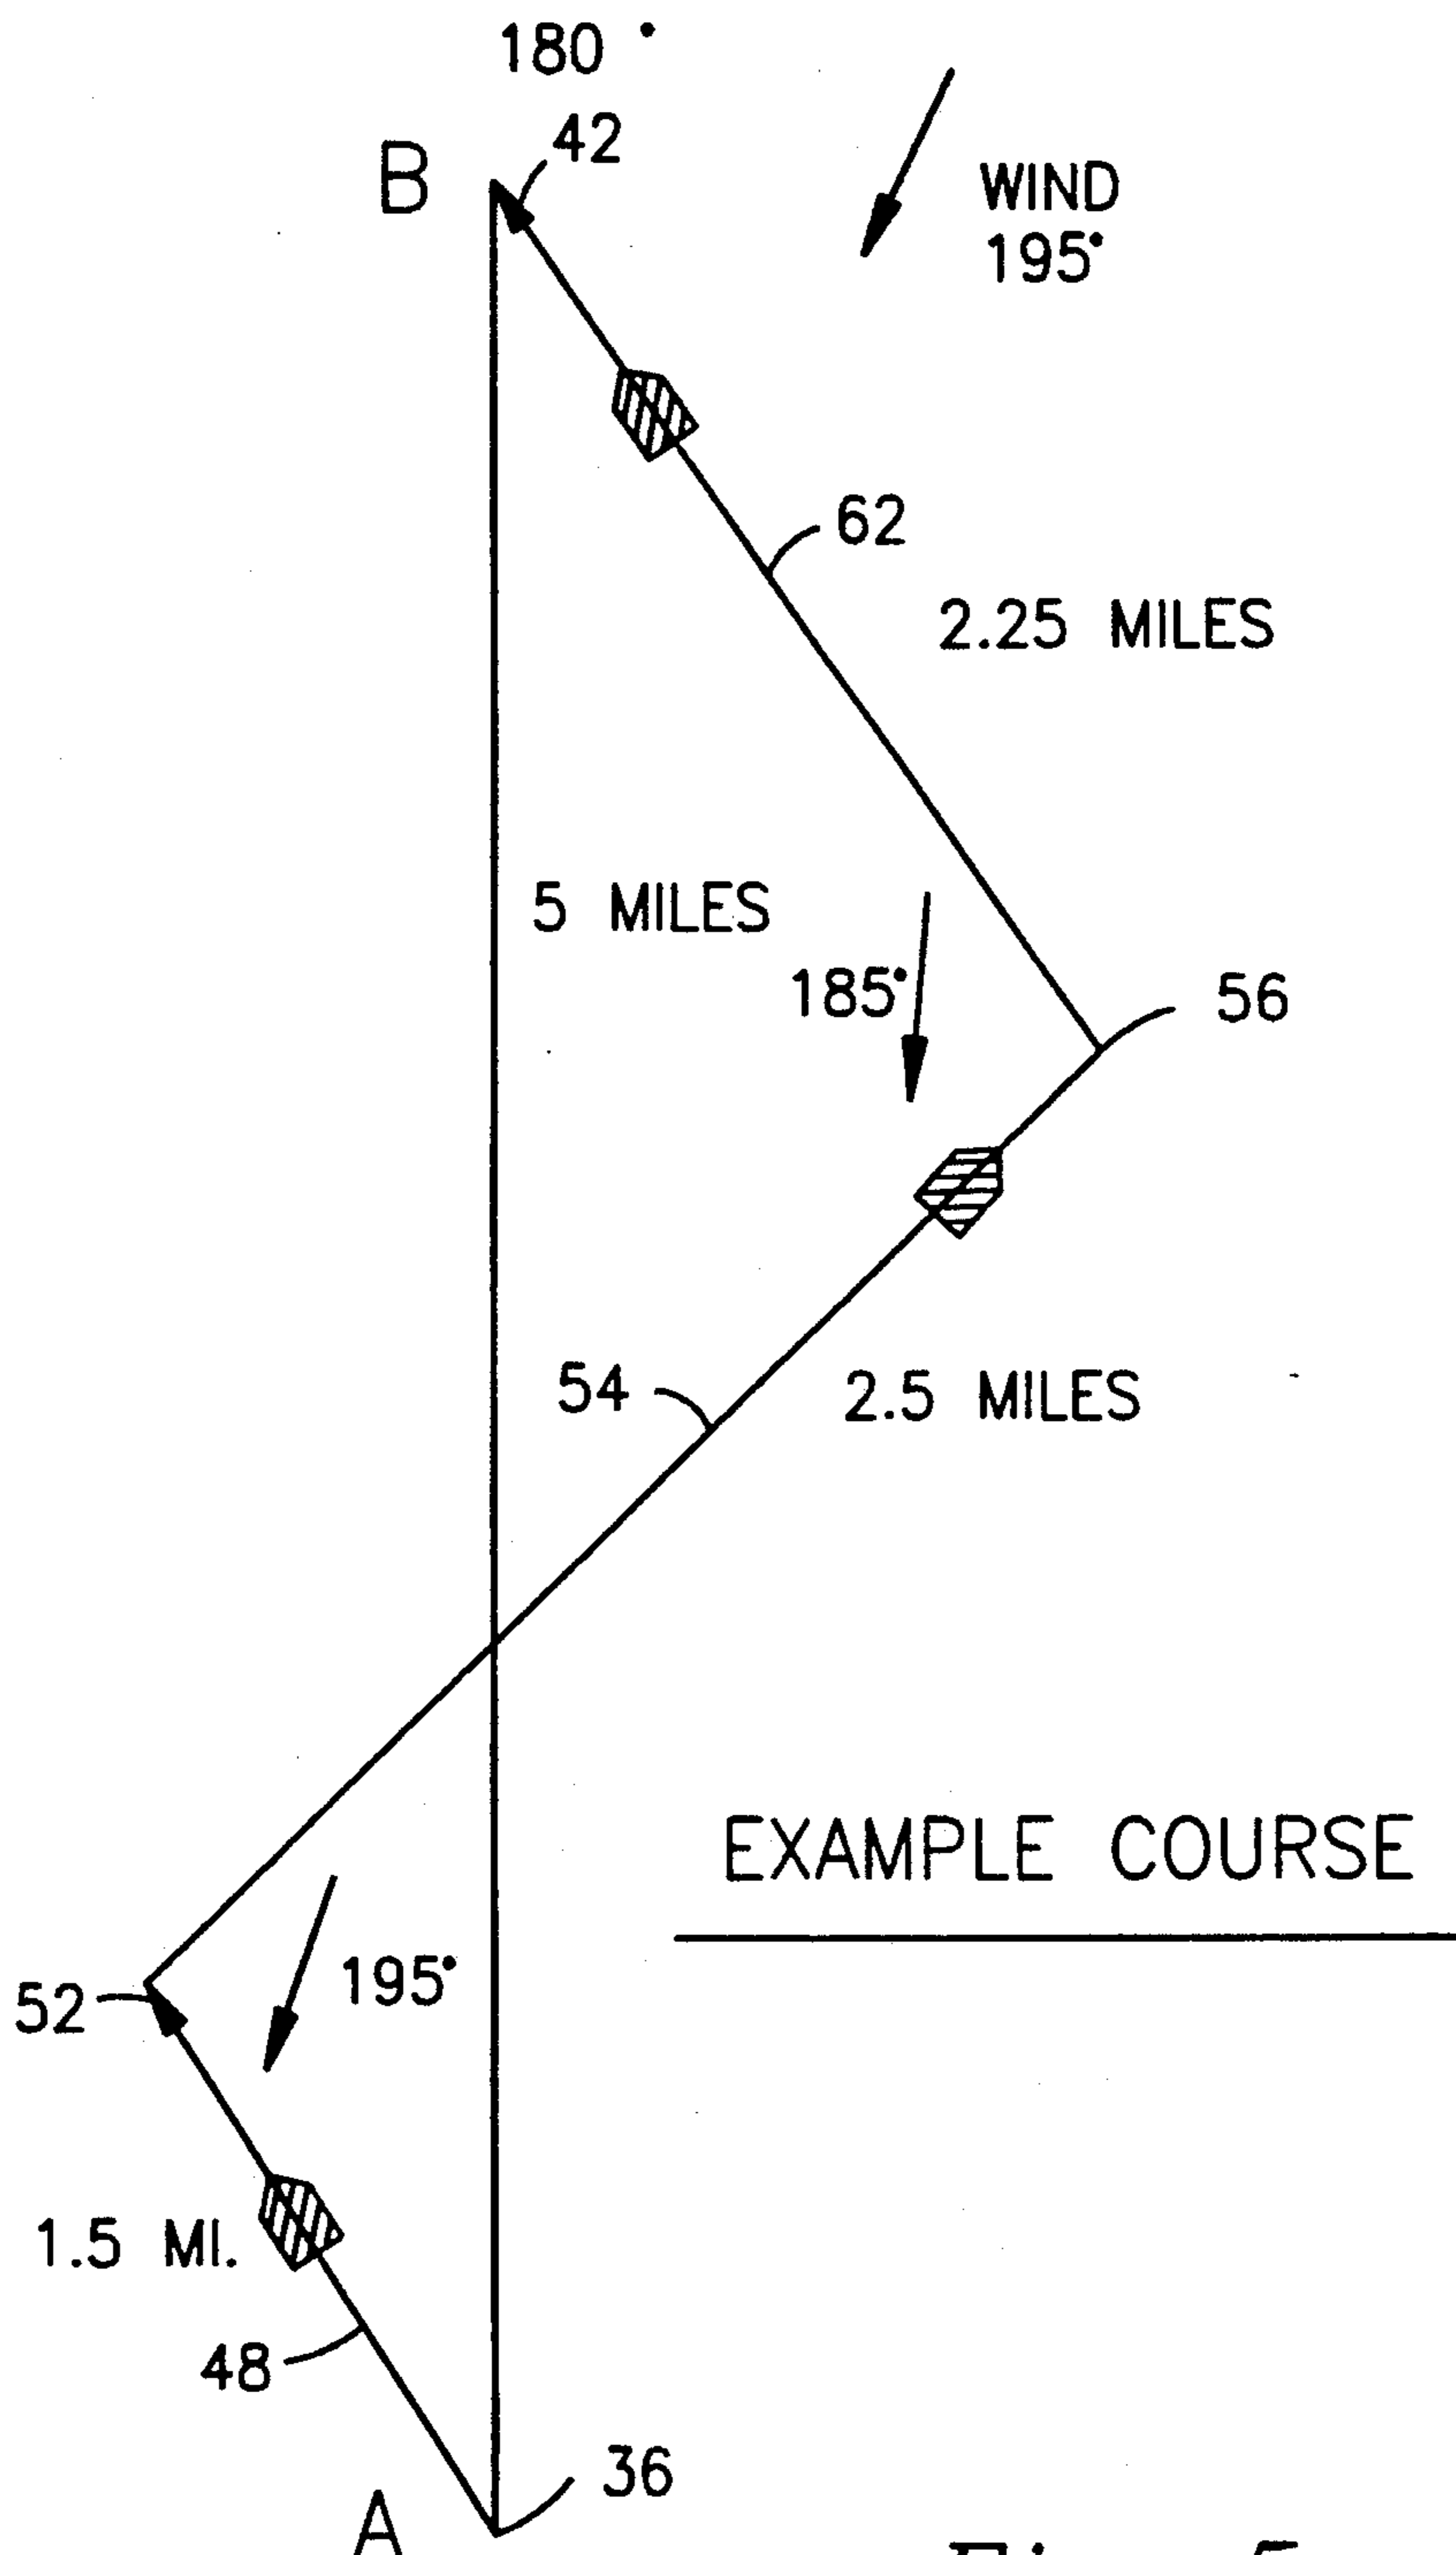 180 °
42
B
WIND
195°
62
2.25 MILES
5 MILES
185°
56
54
2.5 MILES
EXAMPLE COURSE
52
195°
1.5 MI.
48
36
A